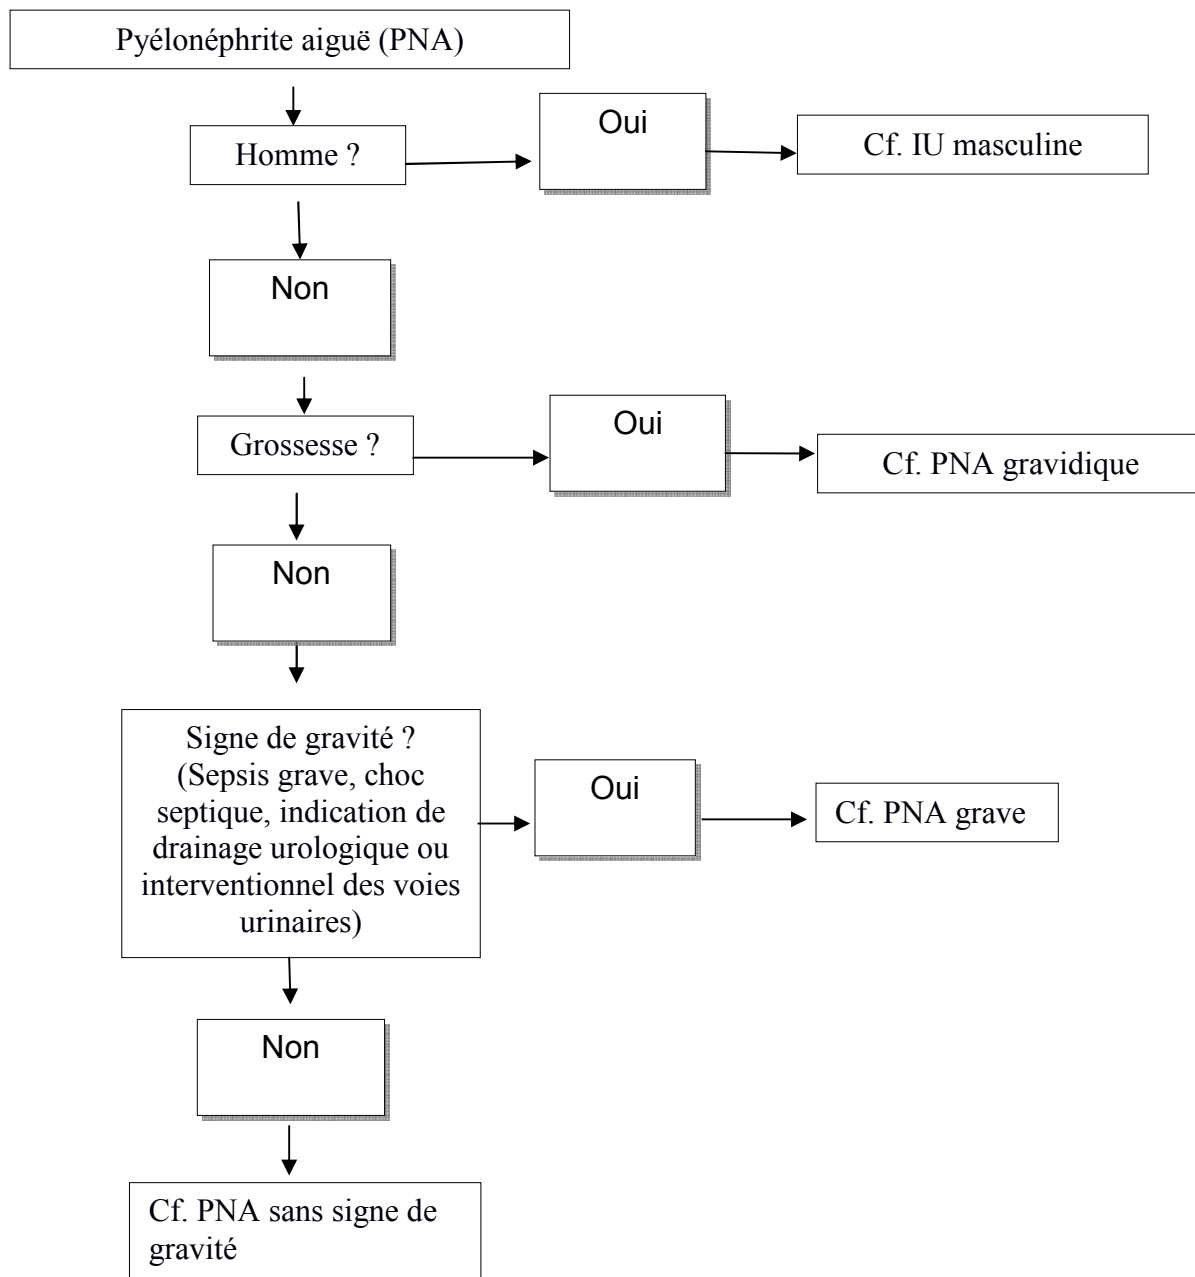 Pyélonéphrite aiguë (PNA)
Homme ?
Oui
Cf. IU masculine
Non
Grossesse ?
Oui
Cf. PNA gravidique
Non
Signe de gravité ?
(Sepsis grave, choc
septique, indication de
drainage urologique ou
interventionnel des voies
urinaires)
Oui
Cf. PNA grave
Non
Cf. PNA sans signe de
gravité